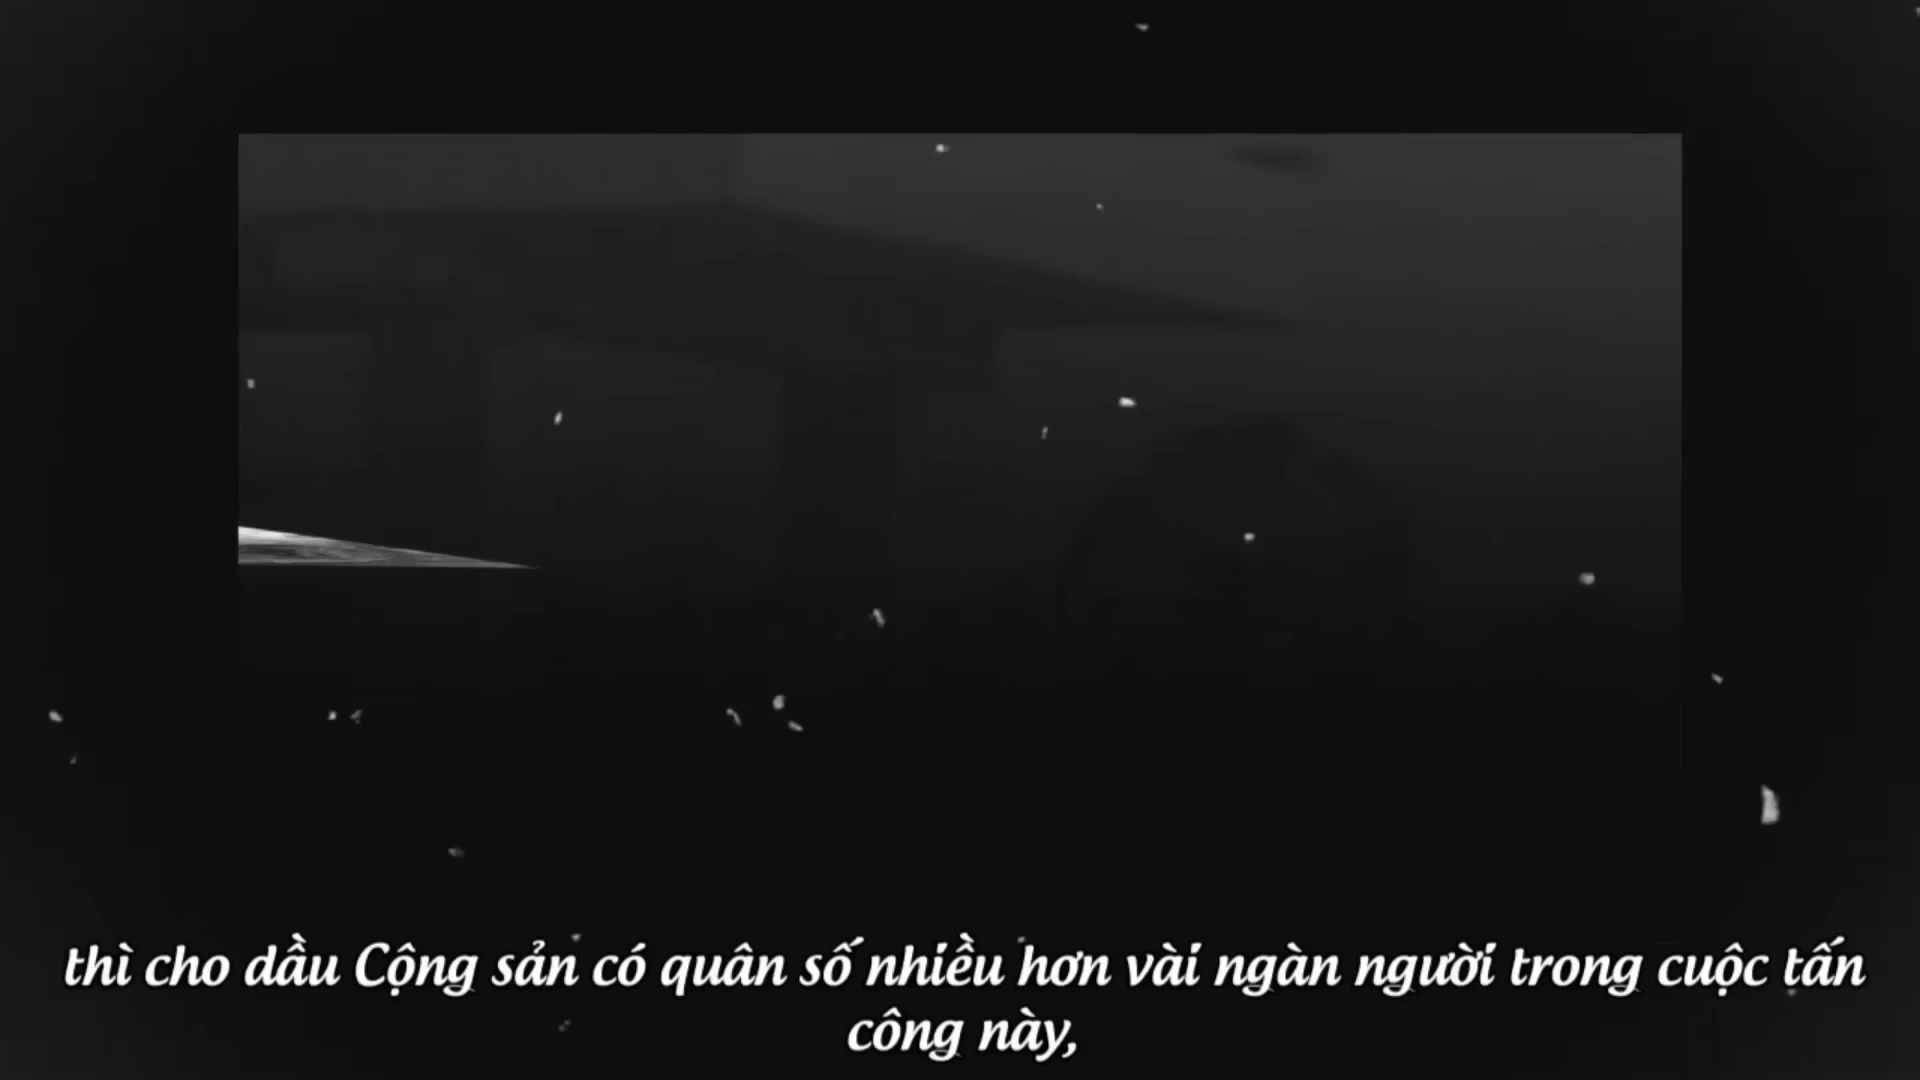 thì cho dầu Cộng sản có quân số nhiều hơn vài ngàn người trong cuộc tấn
công này,